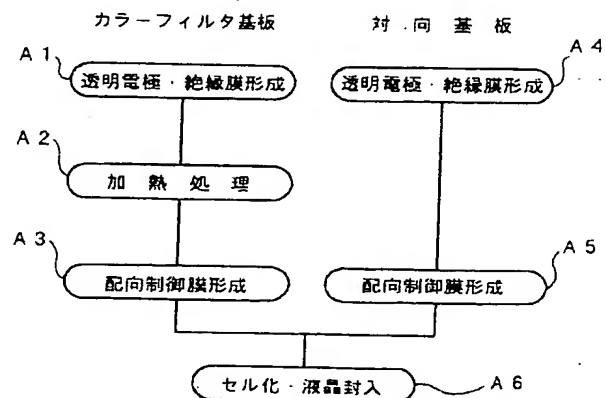 カラーフィルタ基板 対向基板
A1 透明電極・絶縁膜形成 透明電極・絶縁膜形成 A4
A2
加熱処理
A3 A5
配向制御膜形成 配向制御膜形成
セル化・液晶封入 A6